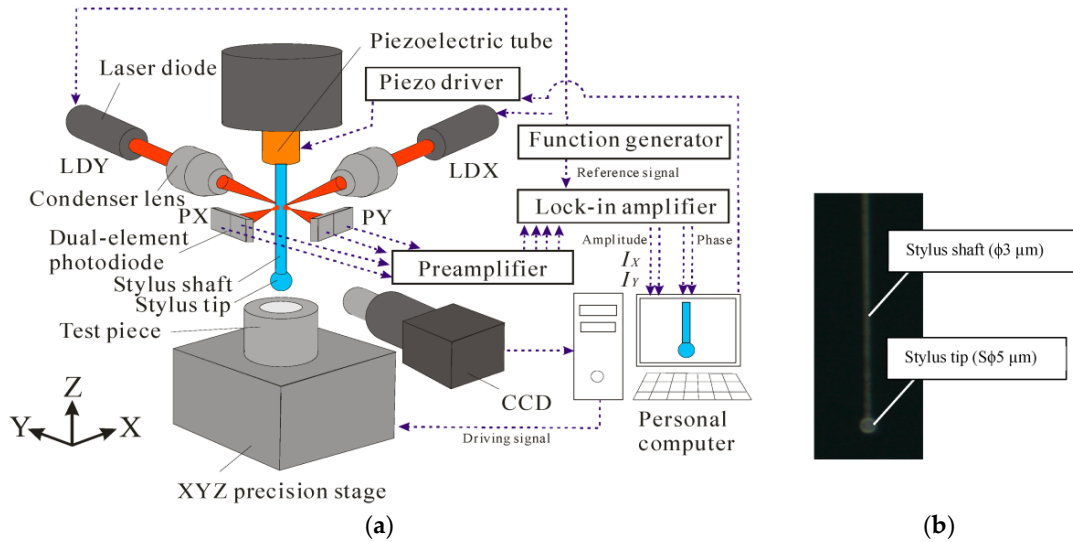 Piezoelectric tube
Laser diode
Piezo driver
Function generator
LDY
LDX
Reference signal
Condenser lens
PX
PY
Lock-in amplifier
Dual-element
photodiode
Amplitude
Phase
Preamplifier
I_X
I_Y
Stylus shaft
Stylus tip
Test piece
Z
Y
X
CCD
Personal
computer
Driving signal
XYZ precision stage
(a)
Stylus shaft (ϕ3 µm)
Stylus tip (Sϕ5 µm)
(b)